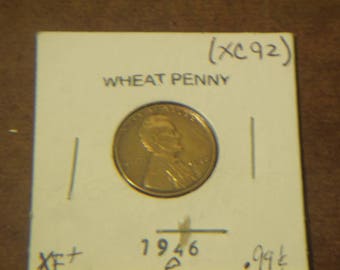 (XC92)
WHEAT PENNY
1946
XF+ .99¢